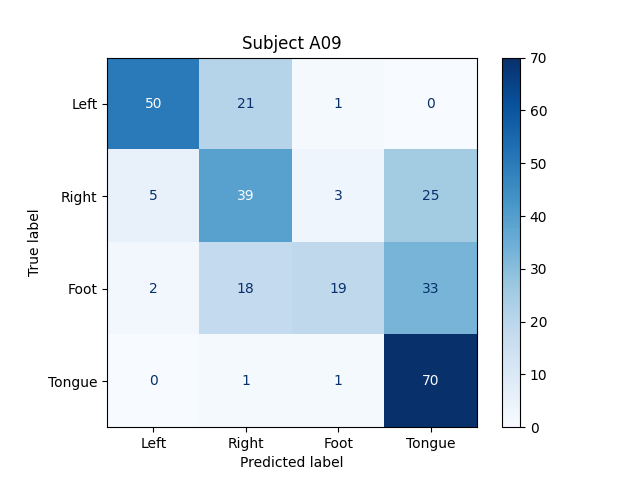 Subject A09
True label
Left 50 21 1 0
Right 5 39 3 25
Foot 2 18 19 33
Tongue 0 1 1 70
Left Right Foot Tongue
Predicted label
70
60
50
40
30
20
10
0